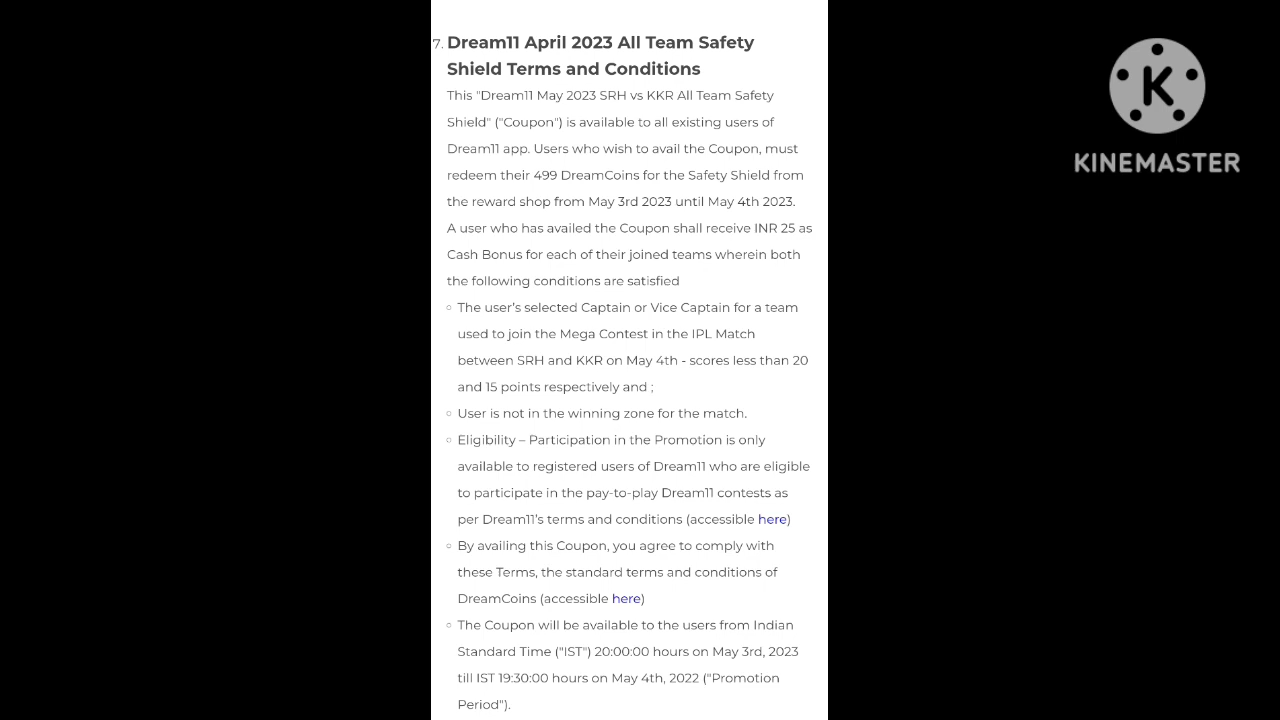 7. Dream11 April 2023 All Team Safety
Shield Terms and Conditions
This "Dream11 May 2023 SRH vs KKR All Team Safety
Shield" ("Coupon") is available to all existing users of
Dream11 app. Users who wish to avail the Coupon, must
redeem their 499 DreamCoins for the Safety Shield from
the reward shop from May 3rd 2023 until May 4th 2023.
A user who has availed the Coupon shall receive INR 25 as
Cash Bonus for each of their joined teams wherein both
the following conditions are satisfied
○ The user's selected Captain or Vice Captain for a team
used to join the Mega Contest in the IPL Match
between SRH and KKR on May 4th - scores less than 20
and 15 points respectively and ;
○ User is not in the winning zone for the match.
○ Eligibility – Participation in the Promotion is only
available to registered users of Dream11 who are eligible
to participate in the pay-to-play Dream11 contests as
per Dream11's terms and conditions (accessible here)
○ By availing this Coupon, you agree to comply with
these Terms, the standard terms and conditions of
DreamCoins (accessible here)
○ The Coupon will be available to the users from Indian
Standard Time ("IST") 20:00:00 hours on May 3rd, 2023
till IST 19:30:00 hours on May 4th, 2022 ("Promotion
Period").
K
KINEMASTER